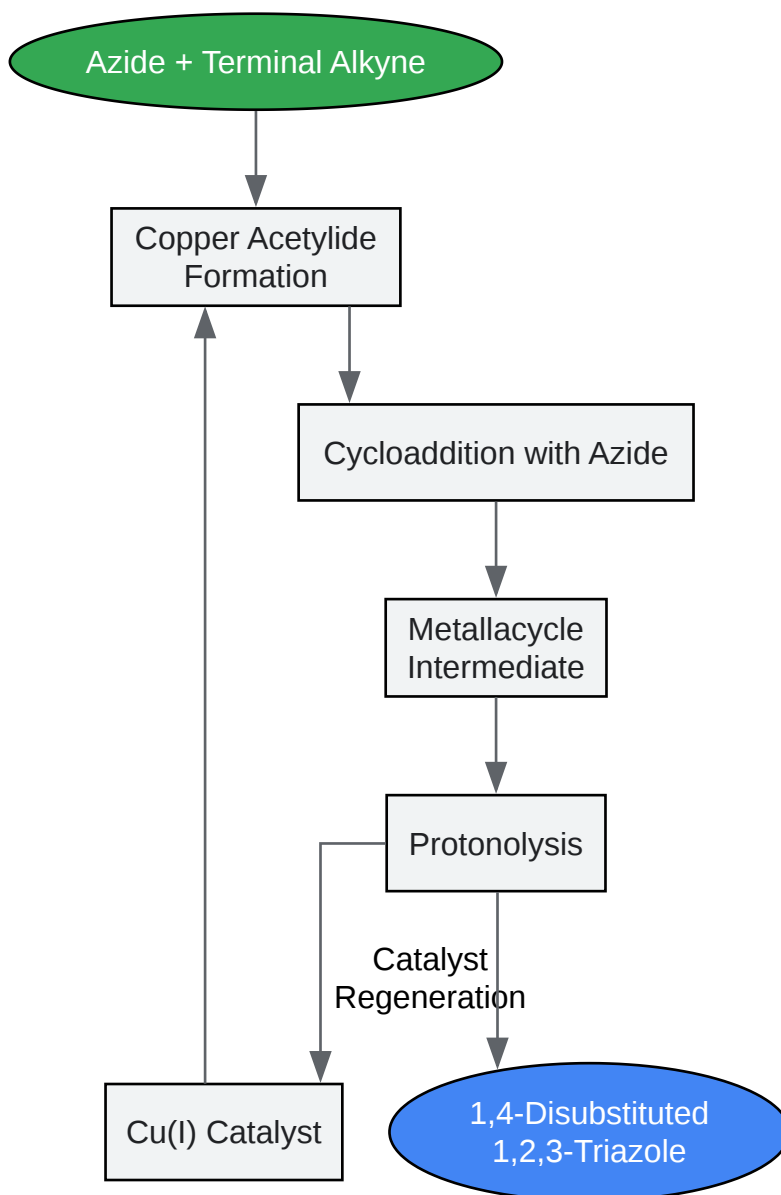 Azide + Terminal Alkyne
Copper Acetylide
Formation
Cycloaddition with Azide
Metallacycle
Intermediate
Protonolysis
Catalyst
Regeneration
Cu(I) Catalyst
1,4-Disubstituted
1,2,3-Triazole